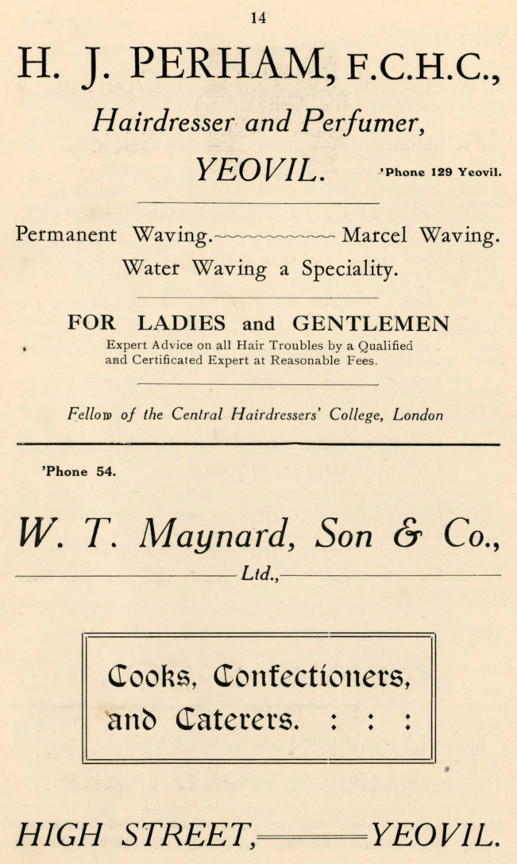 14
H. J. PERHAM, F.C.H.C.,
Hairdresser and Perfumer,
YEOVIL. 'Phone 129 Yeovil.
Permanent Waving. Marcel Waving.
Water Waving a Speciality.
FOR LADIES and GENTLEMEN
Expert Advice on all Hair Troubles by a Qualified
and Certificated Expert at Reasonable Fees.
Fellow of the Central Hairdressers' College, London
'Phone 54.
W. T. Maynard, Son & Co.,
Ltd.,
Cooks, Confectioners,
and Caterers. : : :
HIGH STREET, YEOVIL.